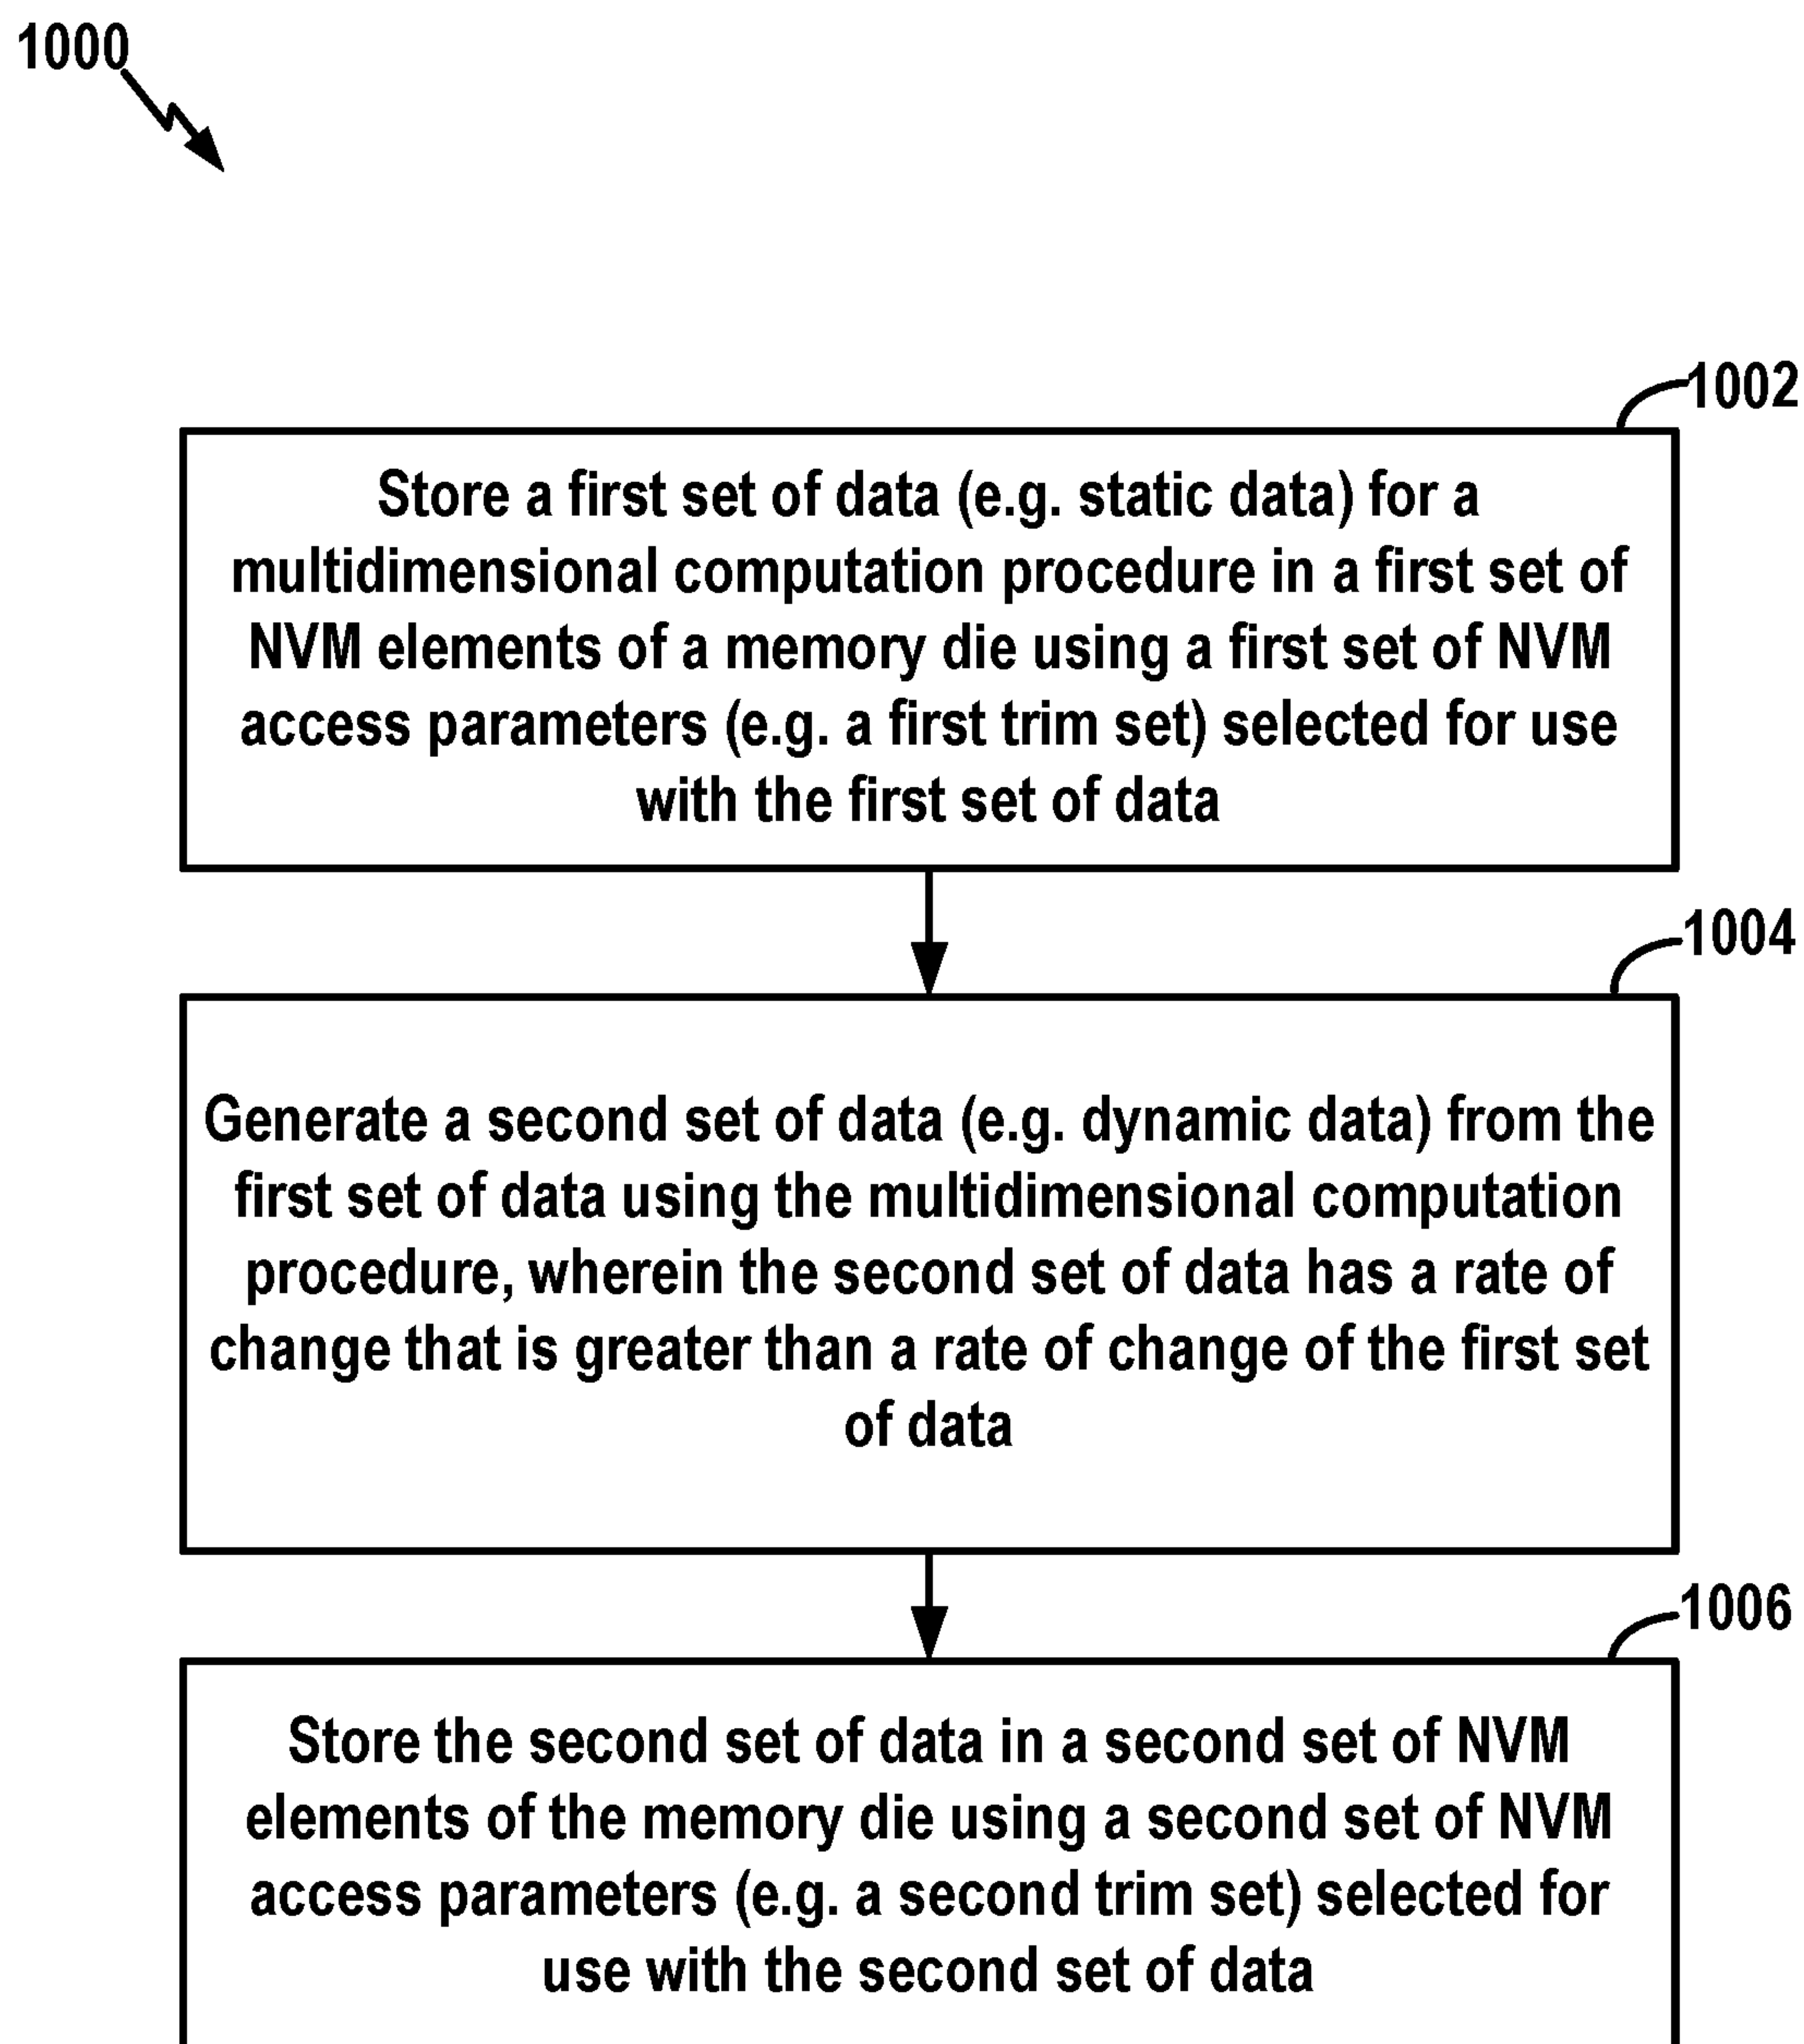 1000
1002
Store a first set of data (e.g. static data) for a
multidimensional computation procedure in a first set of
NVM elements of a memory die using a first set of NVM
access parameters (e.g. a first trim set) selected for use
with the first set of data
1004
Generate a second set of data (e.g. dynamic data) from the
first set of data using the multidimensional computation
procedure, wherein the second set of data has a rate of
change that is greater than a rate of change of the first set
of data
1006
Store the second set of data in a second set of NVM
elements of the memory die using a second set of NVM
access parameters (e.g. a second trim set) selected for
use with the second set of data